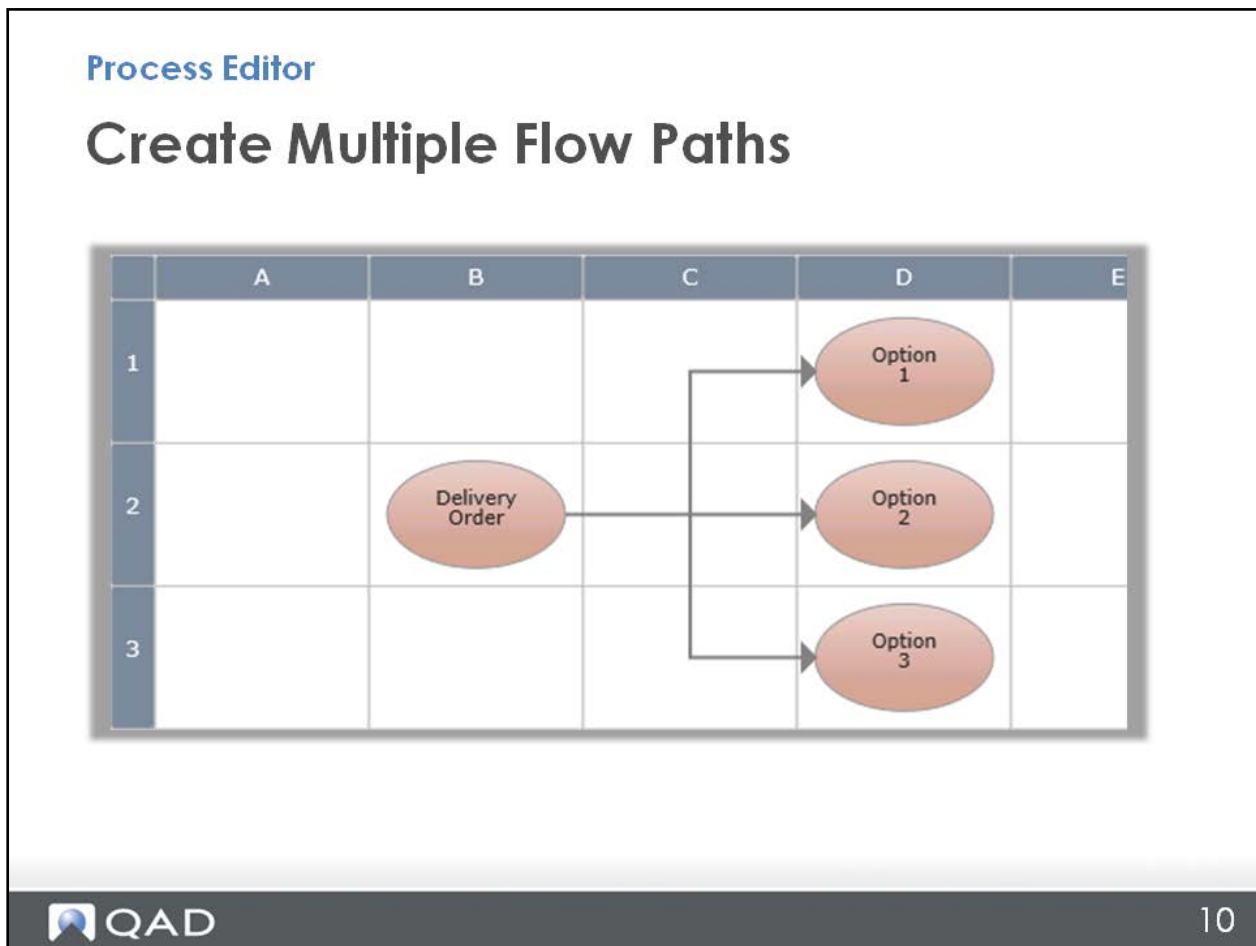 Process Editor
Create Multiple Flow Paths
A B C D E
1
Option
1
2
Delivery
Order
Option
2
3
Option
3
QAD
10